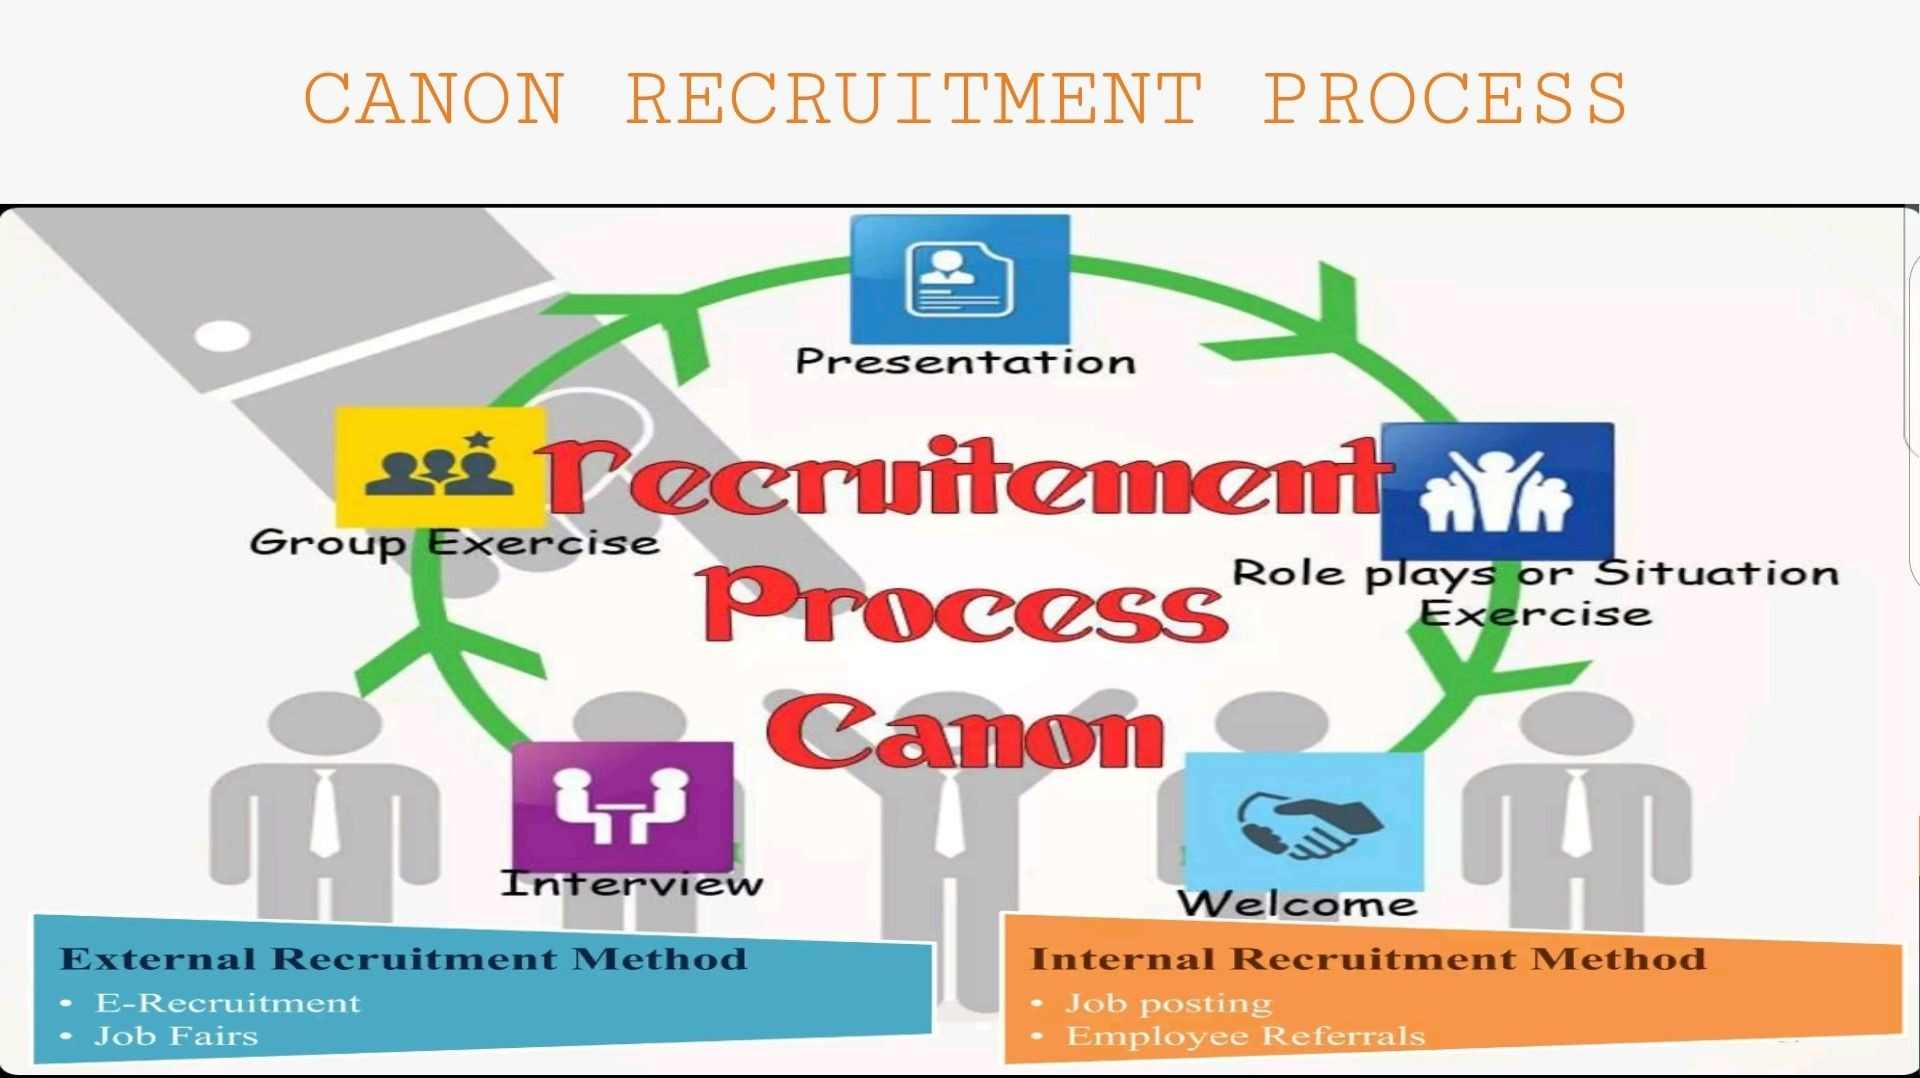 CANON RECRUITMENT PROCESS
Presentation
Group Exercise
recruitement
Process
Canon
Role plays or Situation
Exercise
Interview
Welcome
External Recruitment Method
• E-Recruitment
• Job Fairs
Internal Recruitment Method
• Job posting
• Employee Referrals